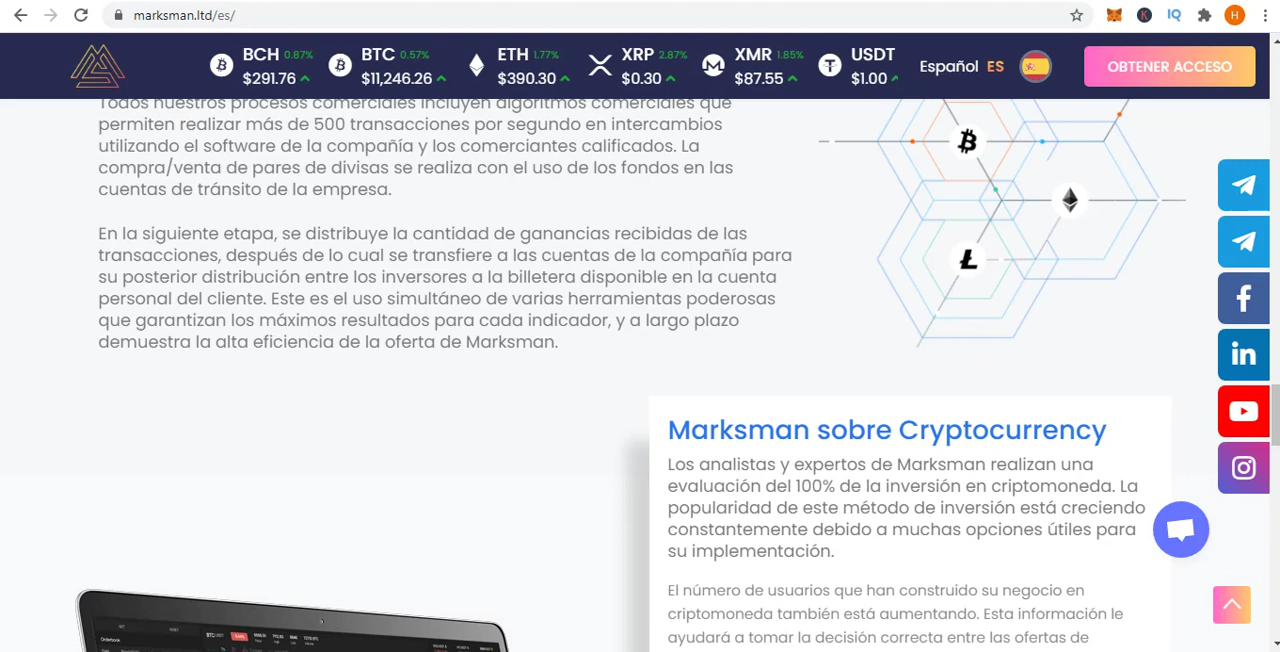 marksman.ltd/es/
K
IQ
H
BCH 0.87%
$291.76
BTC 0.57%
$11,246.26
ETH 1.77%
$390.30
XRP 2.87%
$0.30
XMR 1.85%
$87.55
USDT
$1.00
Español ES
OBTENER ACCESO
Todos nuestros procesos comerciales incluyen algoritmos comerciales que
permiten realizar más de 500 transacciones por segundo en intercambios
utilizando el software de la compañía y los comerciantes calificados. La
compra/venta de pares de divisas se realiza con el uso de los fondos en las
cuentas de tránsito de la empresa.
En la siguiente etapa, se distribuye la cantidad de ganancias recibidas de las
transacciones, después de lo cual se transfiere a las cuentas de la compañía para
su posterior distribución entre los inversores a la billetera disponible en la cuenta
personal del cliente. Este es el uso simultáneo de varias herramientas poderosas
que garantizan los máximos resultados para cada indicador, y a largo plazo
demuestra la alta eficiencia de la oferta de Marksman.
Marksman sobre Cryptocurrency
Los analistas y expertos de Marksman realizan una
evaluación del 100% de la inversión en criptomoneda. La
popularidad de este método de inversión está creciendo
constantemente debido a muchas opciones útiles para
su implementación.
El número de usuarios que han construido su negocio en
criptomoneda también está aumentando. Esta información le
ayudará a tomar la decisión correcta entre las ofertas de
Orderbook